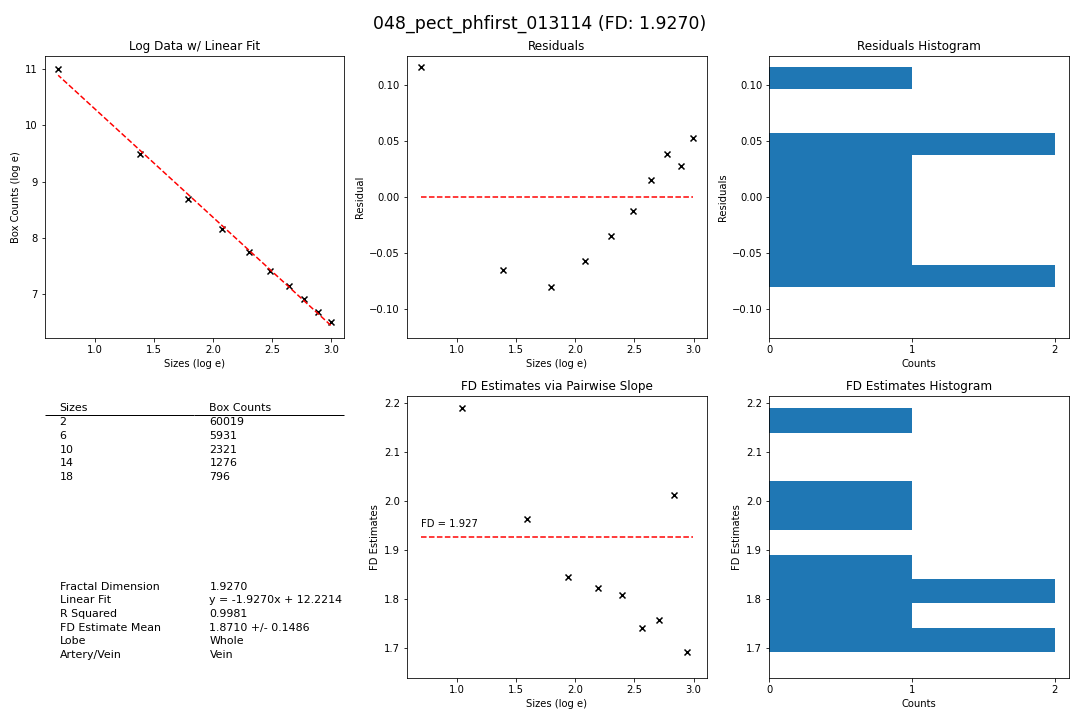 048_pect_phfirst_013114 (FD: 1.9270)
Log Data w/ Linear Fit
11
10
9
8
7
Box Counts (log e)
1.0 1.5 2.0 2.5 3.0
Sizes (log e)
Residuals
0.10
0.05
0.00
−0.05
−0.10
Residual
1.0 1.5 2.0 2.5 3.0
Sizes (log e)
Residuals Histogram
0.10
0.05
0.00
−0.05
−0.10
Residuals
0 1 2
Counts
Sizes Box Counts
2 60019
6 5931
10 2321
14 1276
18 796
Fractal Dimension 1.9270
Linear Fit y = -1.9270x + 12.2214
R Squared 0.9981
FD Estimate Mean 1.8710 +/- 0.1486
Lobe Whole
Artery/Vein Vein
FD Estimates via Pairwise Slope
2.2
2.1
2.0
1.9
1.8
1.7
FD Estimates
FD = 1.927
1.0 1.5 2.0 2.5 3.0
Sizes (log e)
FD Estimates Histogram
2.2
2.1
2.0
1.9
1.8
1.7
FD Estimates
0 1 2
Counts